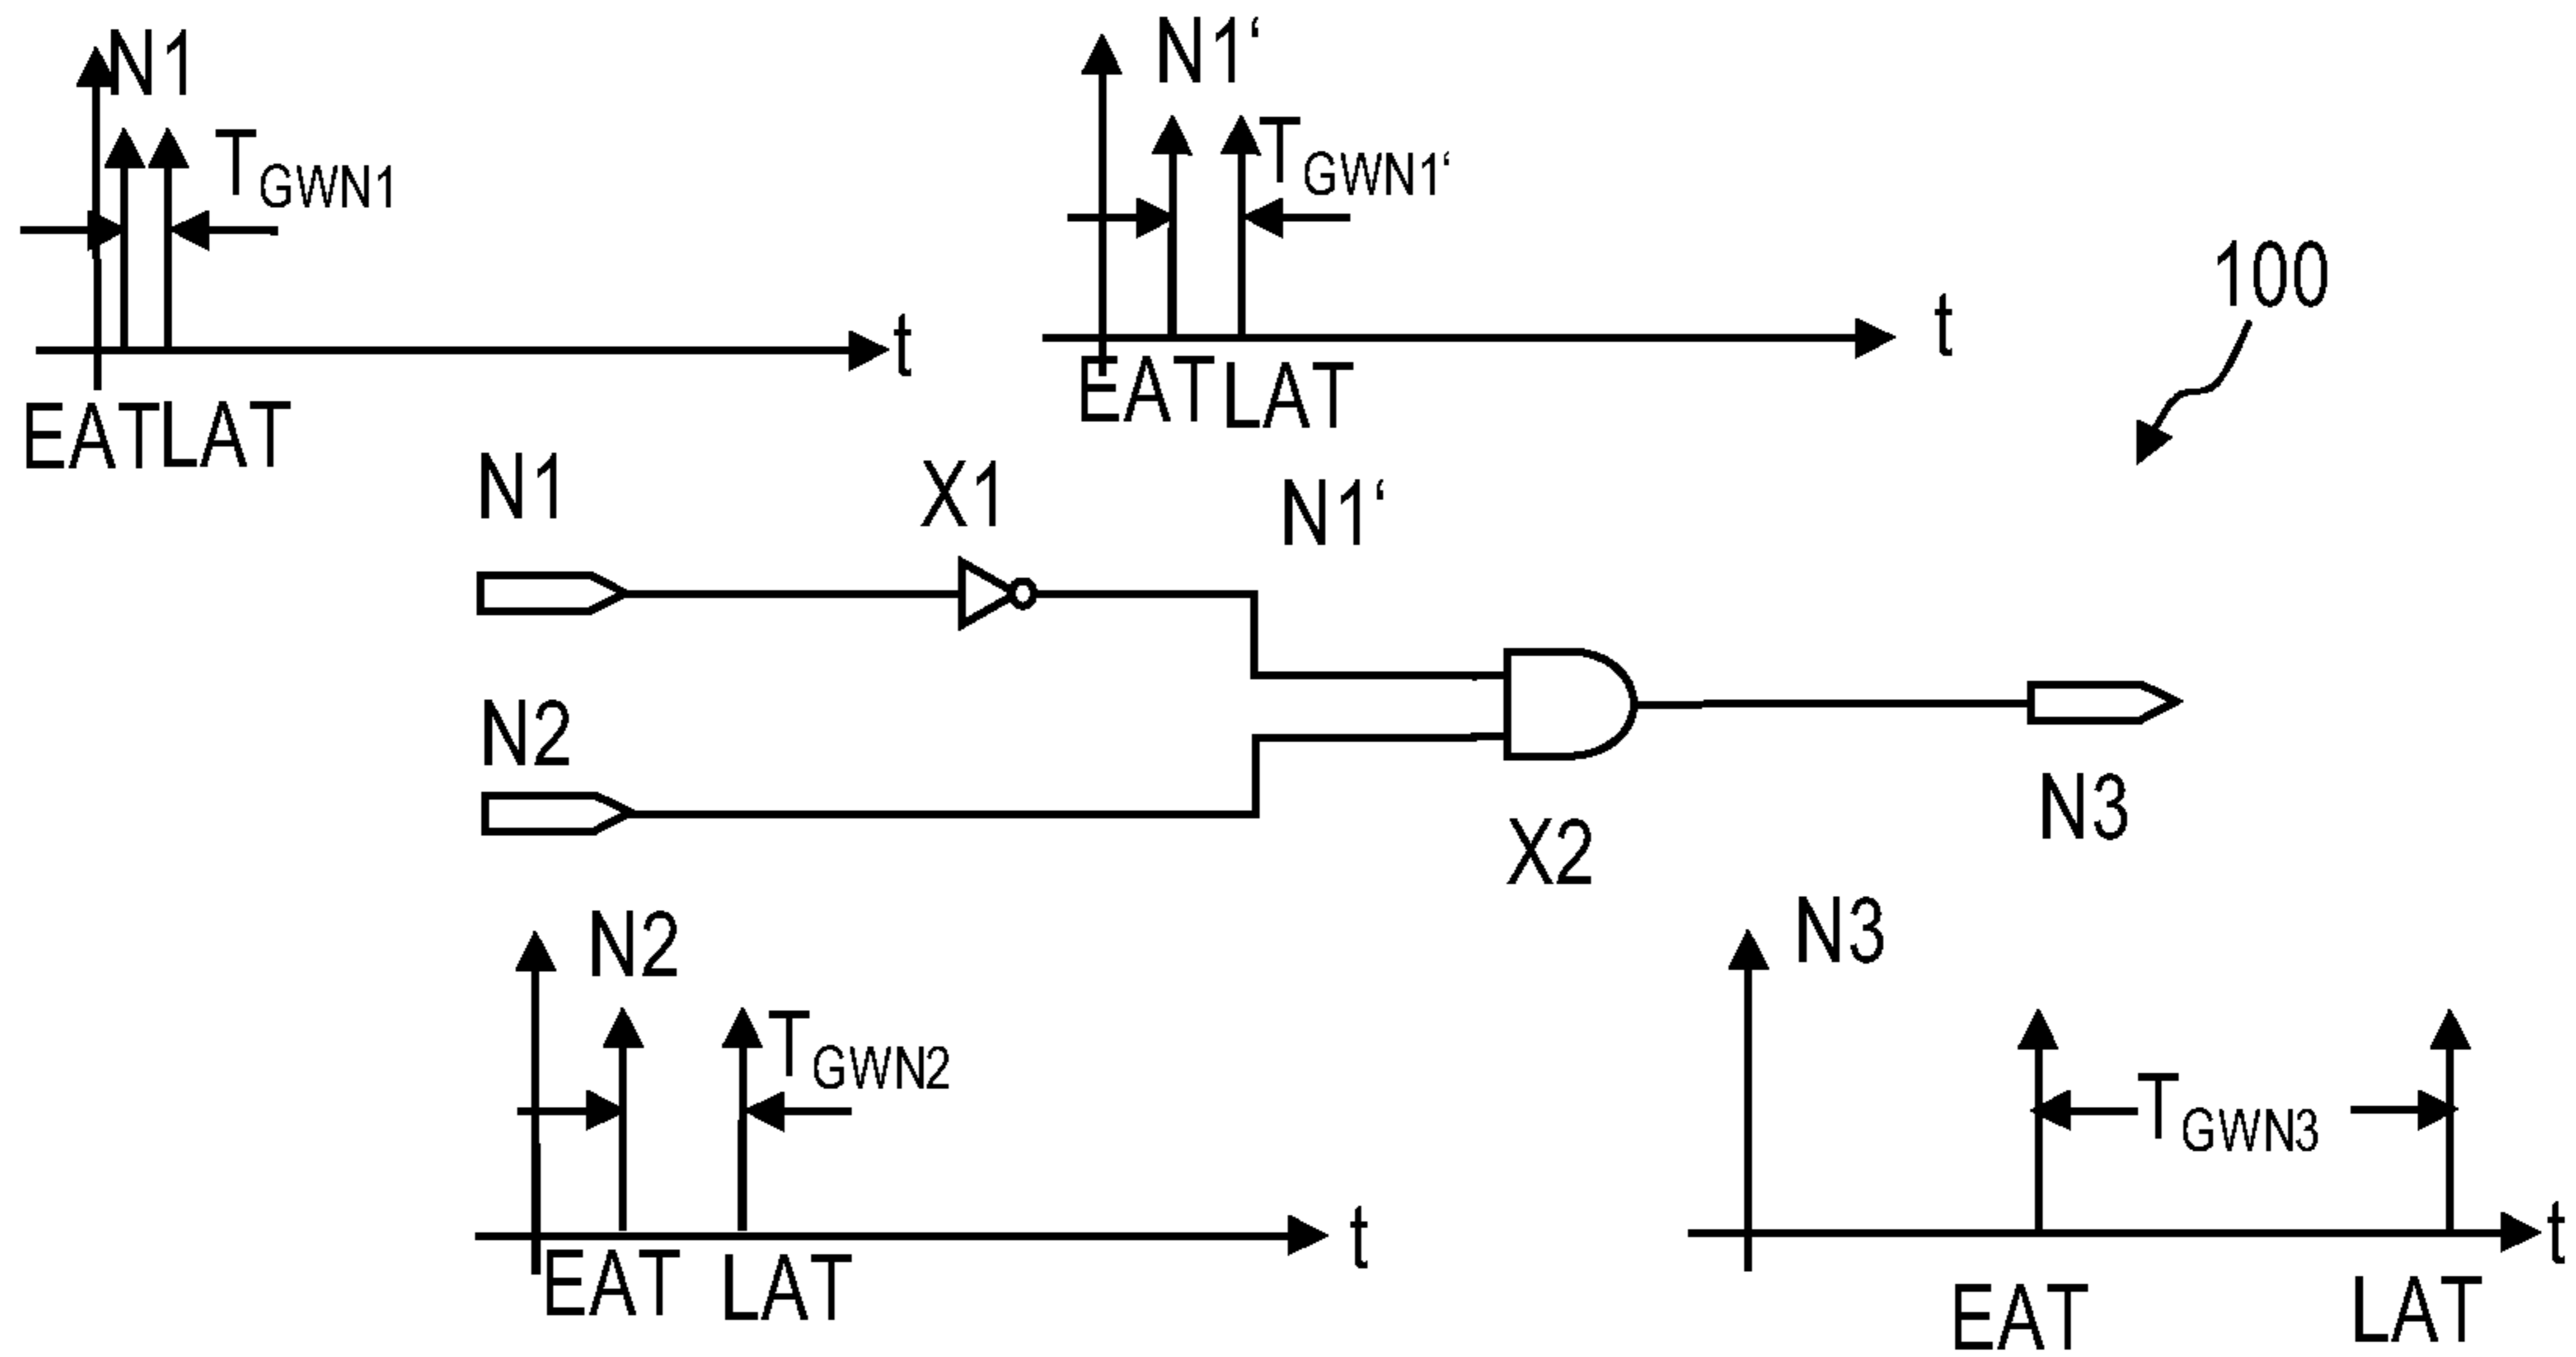 N1
T_GWN1
t
EAT LAT
N1‘
T_GWN1‘
t
EAT LAT
100
N1
X1
N1‘
N2
X2
N3
N2
T_GWN2
t
EAT LAT
N3
T_GWN3
t
EAT LAT